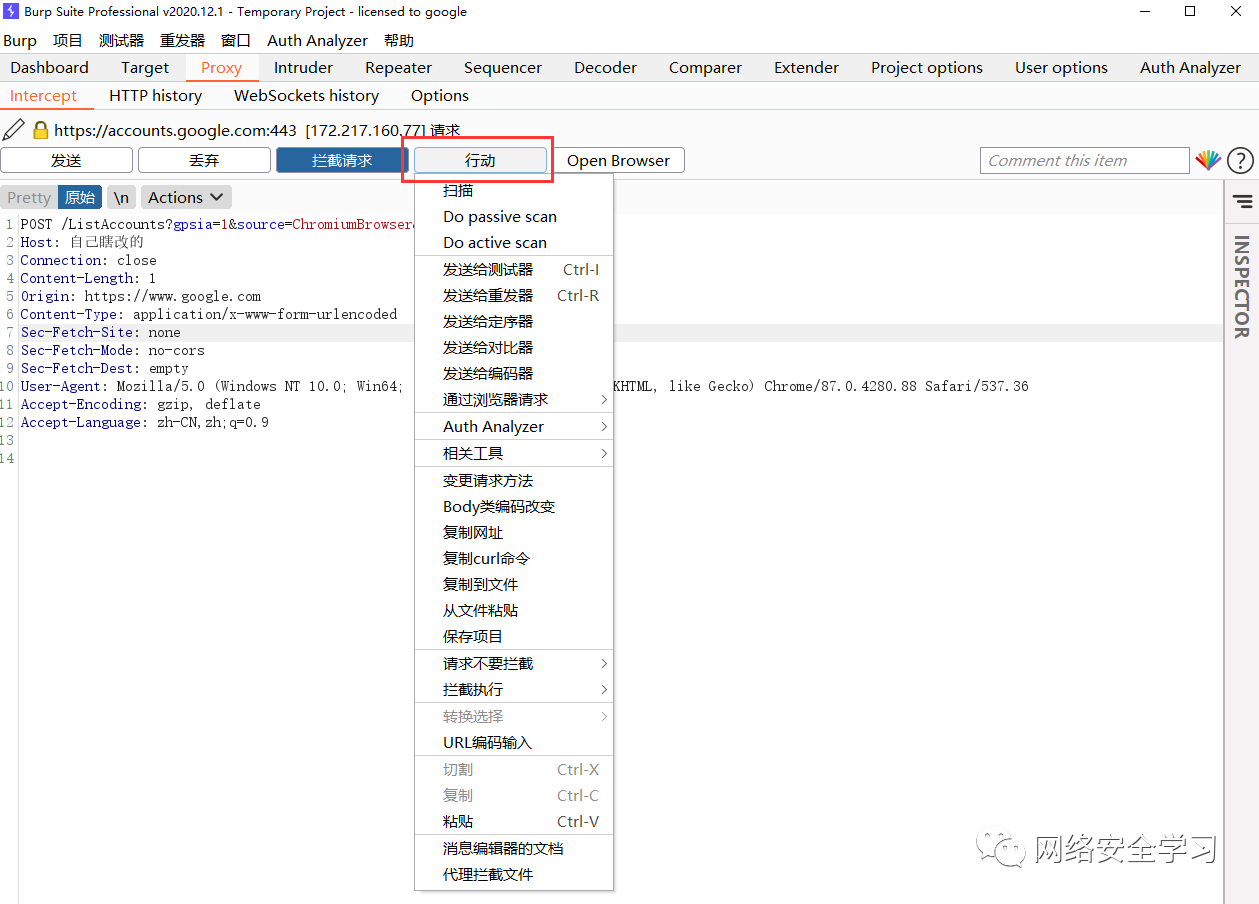 Burp Suite Professional v2020.12.1 - Temporary Project - licensed to google
Burp 项目 测试器 重发器 窗口 Auth Analyzer 帮助
Dashboard Target Proxy Intruder Repeater Sequencer Decoder Comparer Extender Project options User options Auth Analyzer
Intercept HTTP history WebSockets history Options
https://accounts.google.com:443 [172.217.160.77] 请求
发送 丢弃 拦截请求 行动 Open Browser Comment this item ?
Pretty 原始 \n Actions
1 POST /ListAccounts?gpsia=1&source=ChromiumBrowser&
2 Host: 自己瞎改的
3 Connection: close
4 Content-Length: 1
5 Origin: https://www.google.com
6 Content-Type: application/x-www-form-urlencoded
7 Sec-Fetch-Site: none
8 Sec-Fetch-Mode: no-cors
9 Sec-Fetch-Dest: empty
10 User-Agent: Mozilla/5.0 (Windows NT 10.0; Win64; KHTML, like Gecko) Chrome/87.0.4280.88 Safari/537.36
11 Accept-Encoding: gzip, deflate
12 Accept-Language: zh-CN,zh;q=0.9
13
14
扫描
Do passive scan
Do active scan
发送给测试器 Ctrl-I
发送给重发器 Ctrl-R
发送给定序器
发送给对比器
发送给编码器
通过浏览器请求
Auth Analyzer
相关工具
变更请求方法
Body类编码改变
复制网址
复制curl命令
复制到文件
从文件粘贴
保存项目
请求不要拦截
拦截执行
转换选择
URL编码输入
切割 Ctrl-X
复制 Ctrl-C
粘贴 Ctrl-V
消息编辑器的文档
代理拦截文件
INSPECTOR
网络安全学习